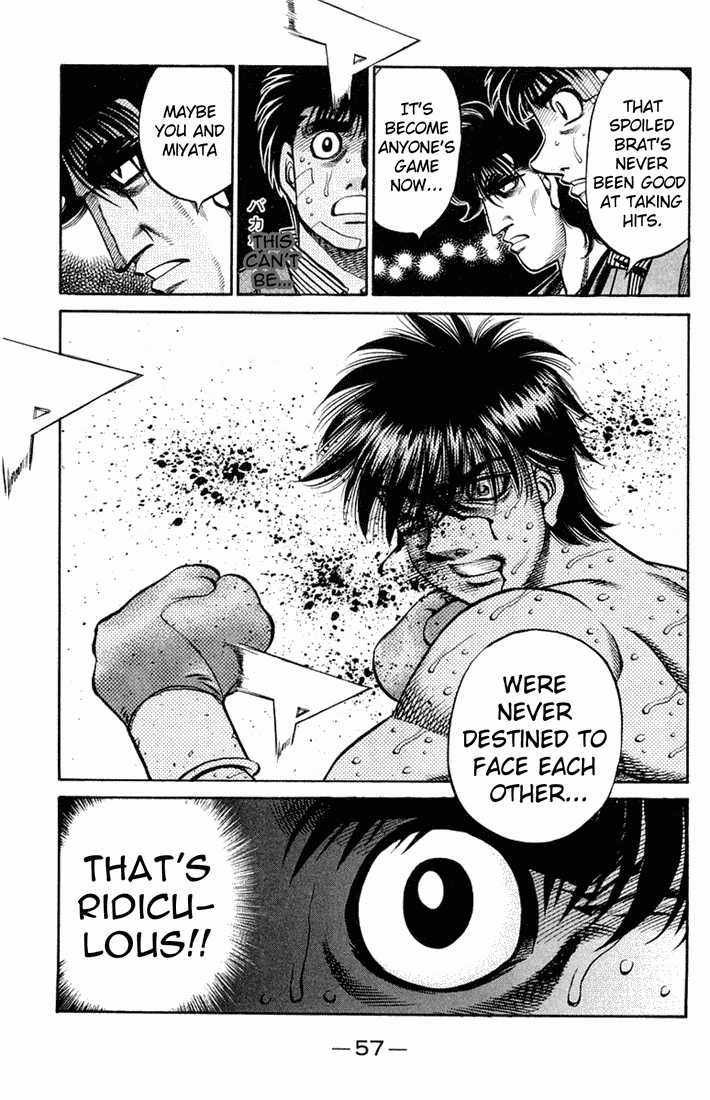 THAT
SPOILED
BRAT'S
NEVER
BEEN GOOD
AT TAKING
HITS.
IT'S
BECOME
ANYONE'S
GAME
NOW...
THIS
CAN'T
BE...
バカ
MAYBE
YOU AND
MIYATA
WERE
NEVER
DESTINED TO
FACE EACH
OTHER...
THAT'S
RIDICU-
LOUS!!
—57—